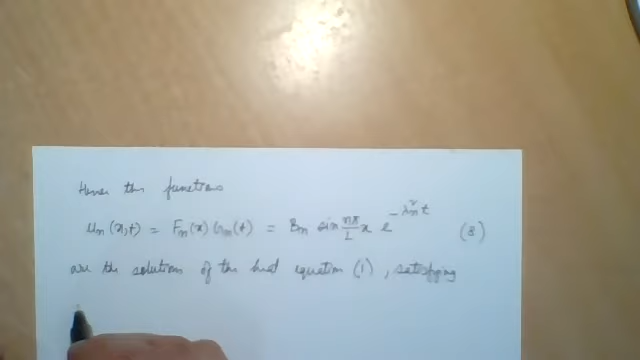 Hence the functions
uₙ(x,t) = Fₙ(x) Gₙ(t) = Bₙ sin nπ/L x e^(-λₙ² t) (8)
are the solutions of the heat equation (1), satisfying